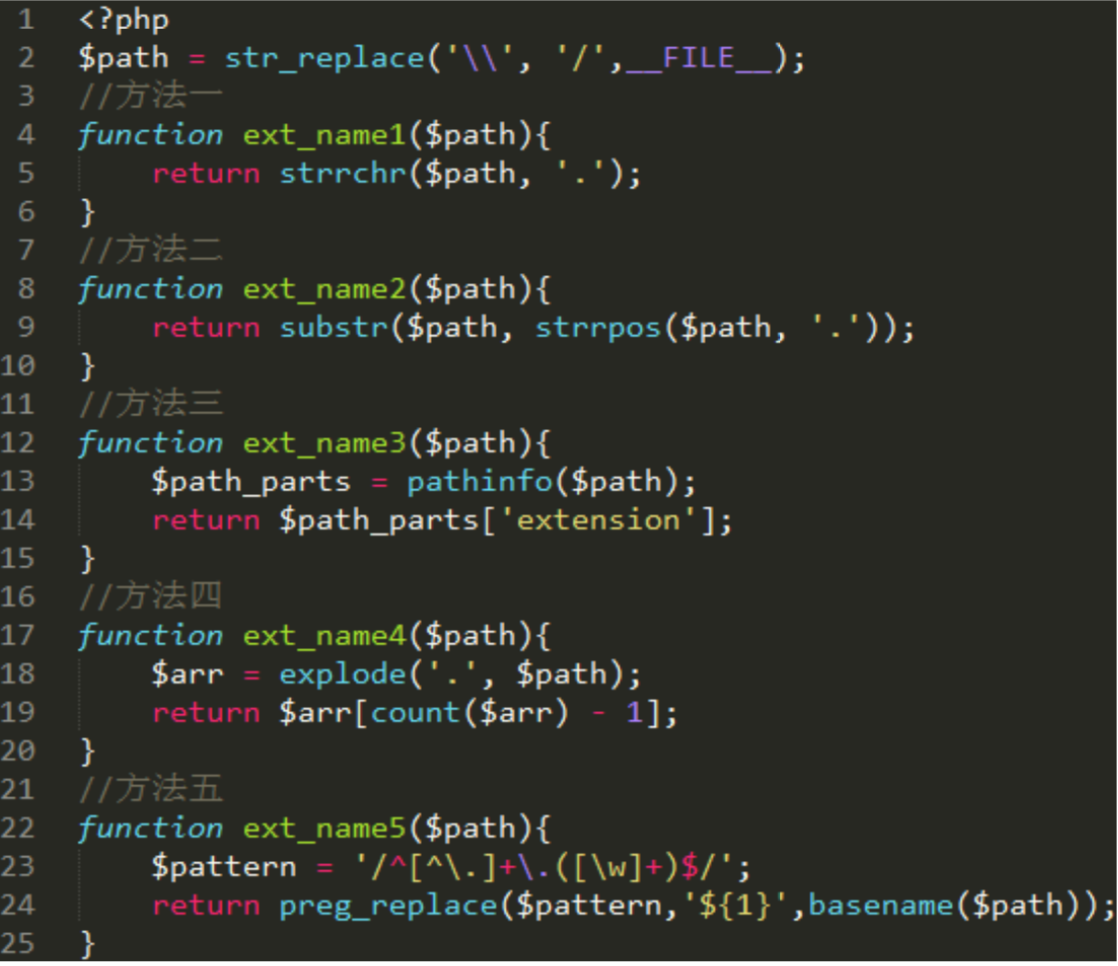 1 <?php
2 $path = str_replace('\\', '/',__FILE__);
3 //方法一
4 function ext_name1($path){
5 return strrchr($path, '.');
6 }
7 //方法二
8 function ext_name2($path){
9 return substr($path, strrpos($path, '.'));
10 }
11 //方法三
12 function ext_name3($path){
13 $path_parts = pathinfo($path);
14 return $path_parts['extension'];
15 }
16 //方法四
17 function ext_name4($path){
18 $arr = explode('.', $path);
19 return $arr[count($arr) - 1];
20 }
21 //方法五
22 function ext_name5($path){
23 $pattern = '/^[^\.]+\.([\w]+)$/';
24 return preg_replace($pattern,'${1}',basename($path));
25 }